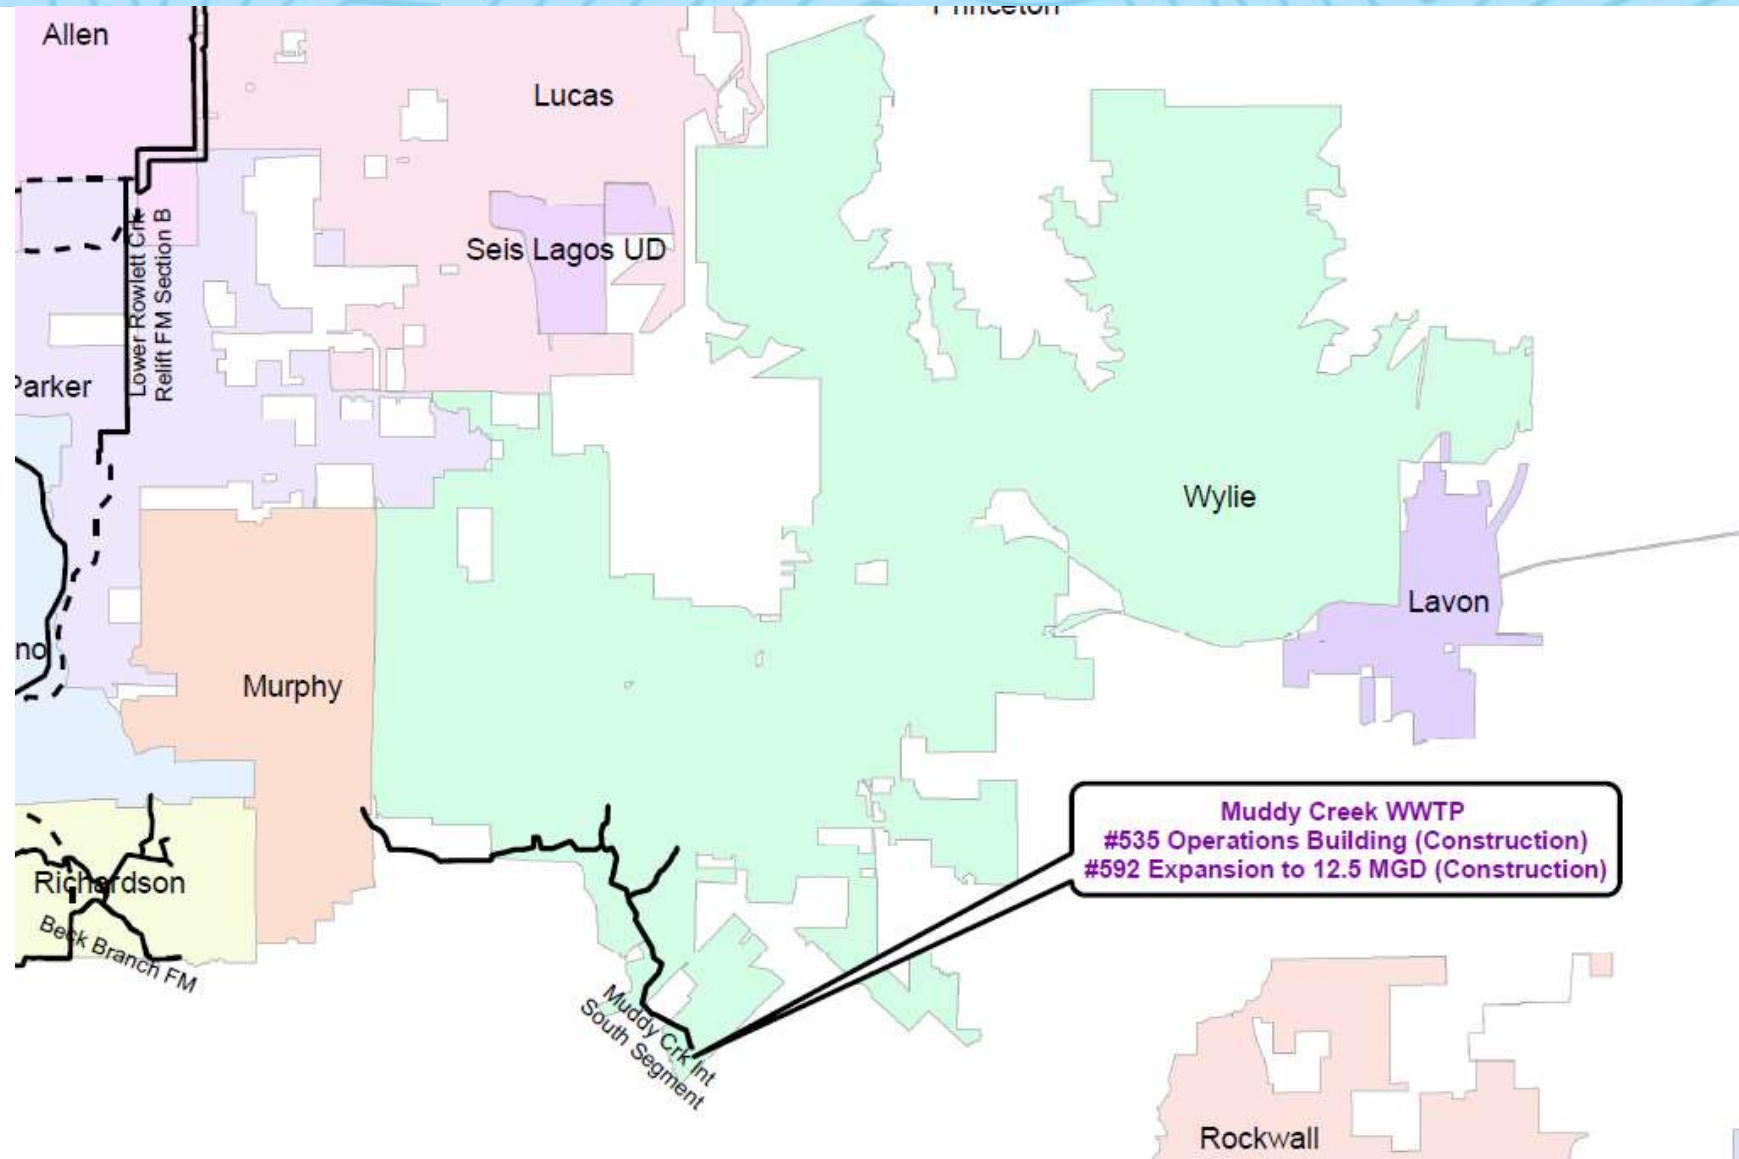 Princeton
Allen
Lucas
Seis Lagos UD
Lower Rowlett Crk
Relift FM Section B
Parker
Wylie
Lavon
no
Murphy
Muddy Creek WWTP
#535 Operations Building (Construction)
#592 Expansion to 12.5 MGD (Construction)
Richardson
Beck Branch FM
Muddy Crk Int
South Segment
Rockwall